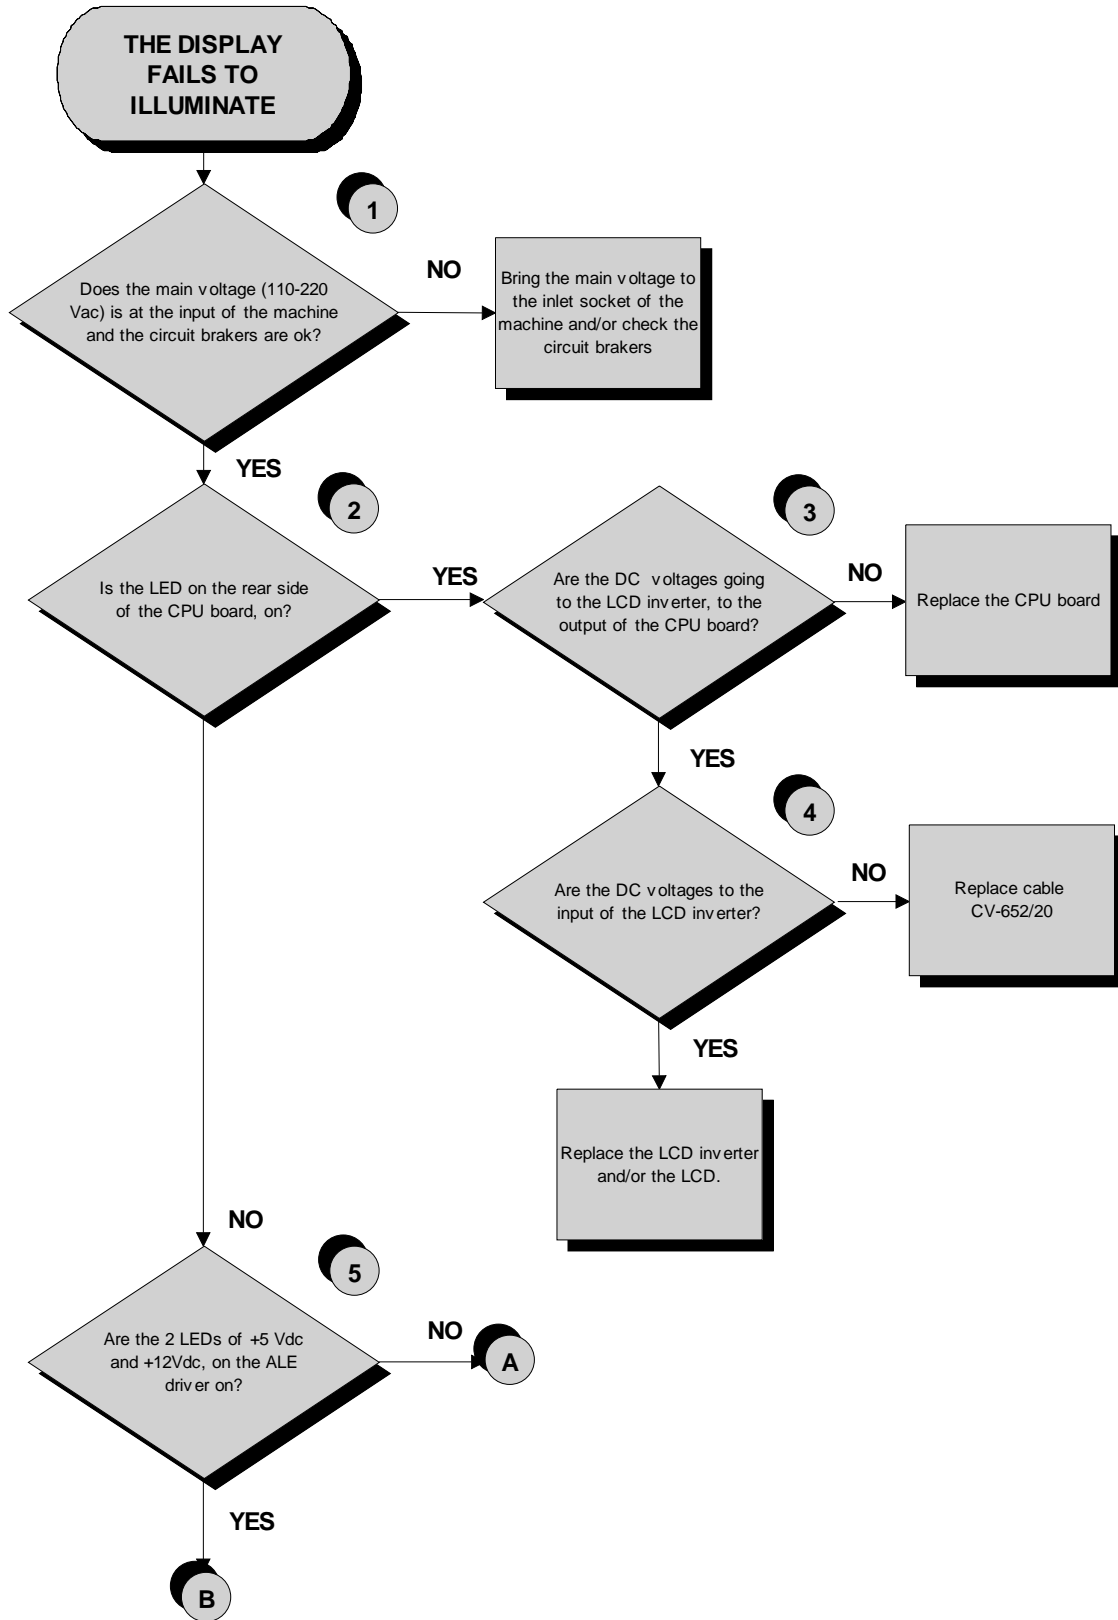 THE DISPLAY
FAILS TO
ILLUMINATE
1
Does the main voltage (110-220
Vac) is at the input of the machine
and the circuit brakers are ok?
NO
Bring the main voltage to
the inlet socket of the
machine and/or check the
circuit brakers
YES
2
Is the LED on the rear side
of the CPU board, on?
YES
3
Are the DC voltages going
to the LCD inverter, to the
output of the CPU board?
NO
Replace the CPU board
YES
4
Are the DC voltages to the
input of the LCD inverter?
NO
Replace cable
CV-652/20
YES
Replace the LCD inverter
and/or the LCD.
NO
5
Are the 2 LEDs of +5 Vdc
and +12Vdc, on the ALE
driver on?
NO
A
YES
B